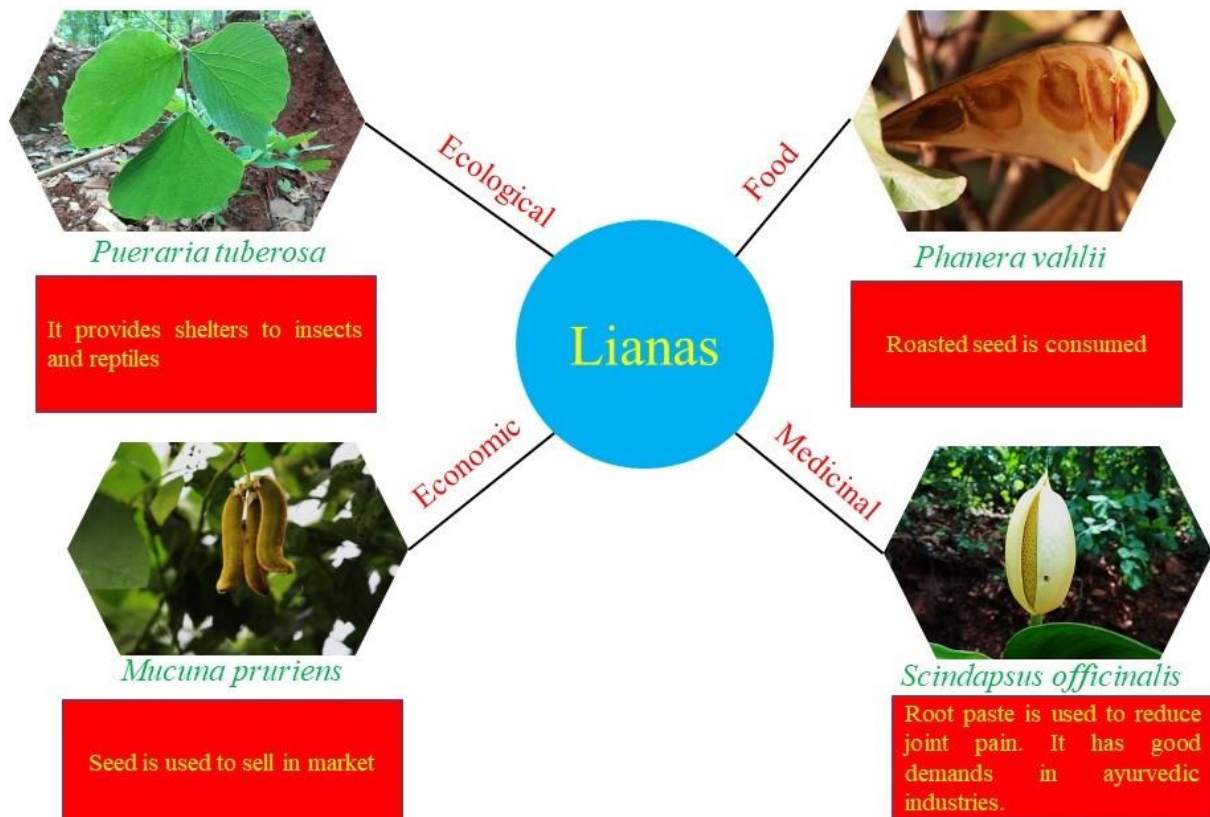 Ecological
Food
Pueraria tuberosa
Phanera vahlii
It provides shelters to insects
and reptiles
Lianas
Roasted seed is consumed
Economic
Medicinal
Mucuna pruriens
Scindapsus officinalis
Seed is used to sell in market
Root paste is used to reduce
joint pain. It has good
demands in ayurvedic
industries.